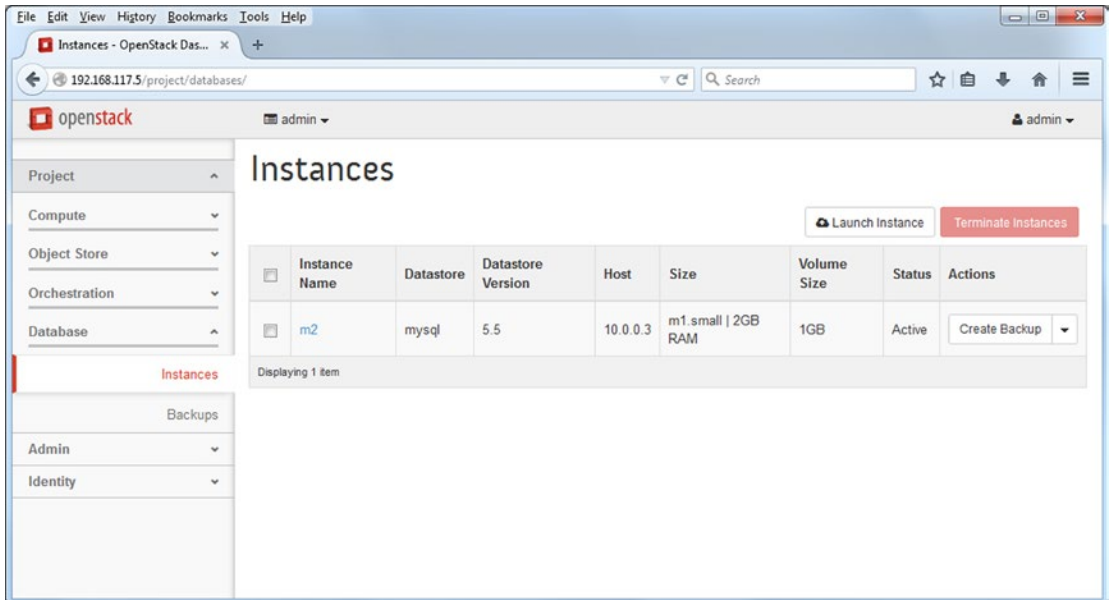 File Edit View History Bookmarks Tools Help
Instances - OpenStack Das...
192.168.117.5/project/databases/
Search
openstack
admin
admin
Project
Compute
Object Store
Orchestration
Database
Instances
Backups
Admin
Identity
Instances
Launch Instance
Terminate Instances
Instance Name Datastore Datastore Version Host Size Volume Size Status Actions
m2 mysql 5.5 10.0.0.3 m1.small | 2GB RAM 1GB Active Create Backup
Displaying 1 item